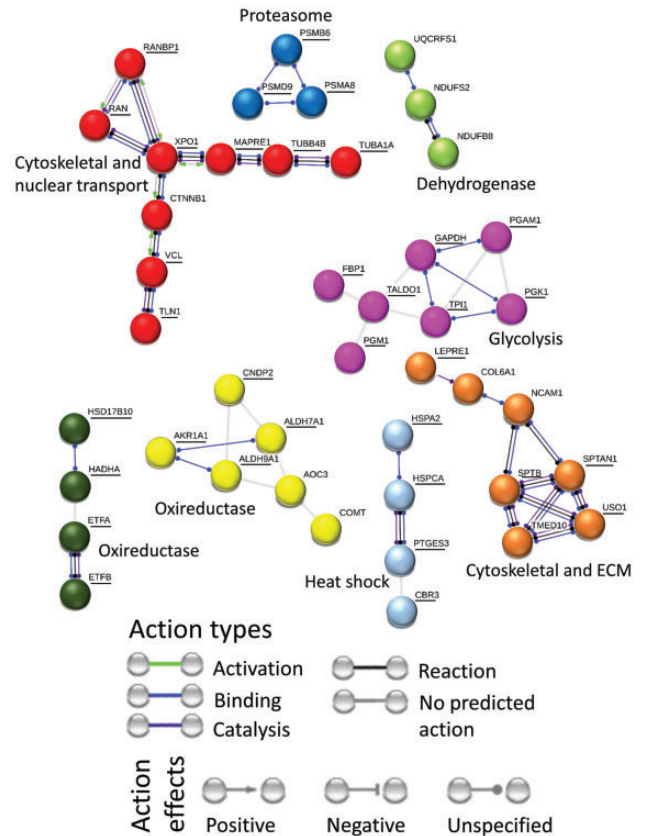 Proteasome
RANBP1
PSMB6
UQCRFS1
PSMD9
PSMA8
NDUFS2
RAN
XPO1
MAPRE1
TUBB4B
TUBA1A
NDUFB8
Cytoskeletal and
nuclear transport
Dehydrogenase
CTNNB1
VCL
TLN1
PGAM1
GAPDH
FBP1
TALDO1
TPI1
PGK1
PGM1
Glycolysis
LEPRE1
COL6A1
NCAM1
CNDP2
HSD17B10
AKR1A1
ALDH7A1
HSPA2
HADHA
ALDH9A1
AOC3
COMT
Oxireductase
HSPCA
SPTB
SPTAN1
USO1
TMED10
ETFA
Oxireductase
ETFB
PTGES3
Heat shock
CBR3
Cytoskeletal and ECM
Action types
Activation
Reaction
Binding
No predicted
action
Catalysis
Action
effects
Positive
Negative
Unspecified